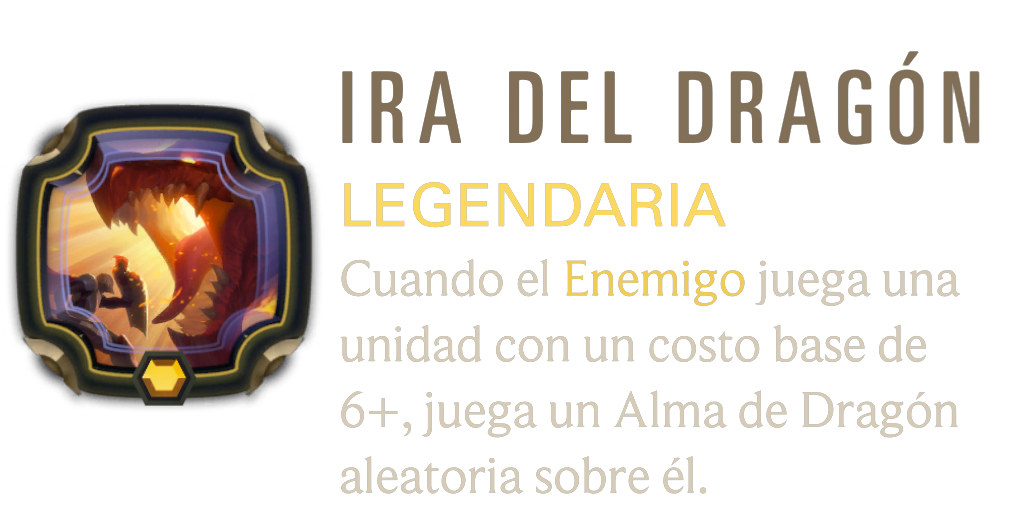 IRA DEL DRAGÓN
LEGENDARIA
Cuando el Enemigo juega una
unidad con un costo base de
6+, juega un Alma de Dragón
aleatoria sobre él.